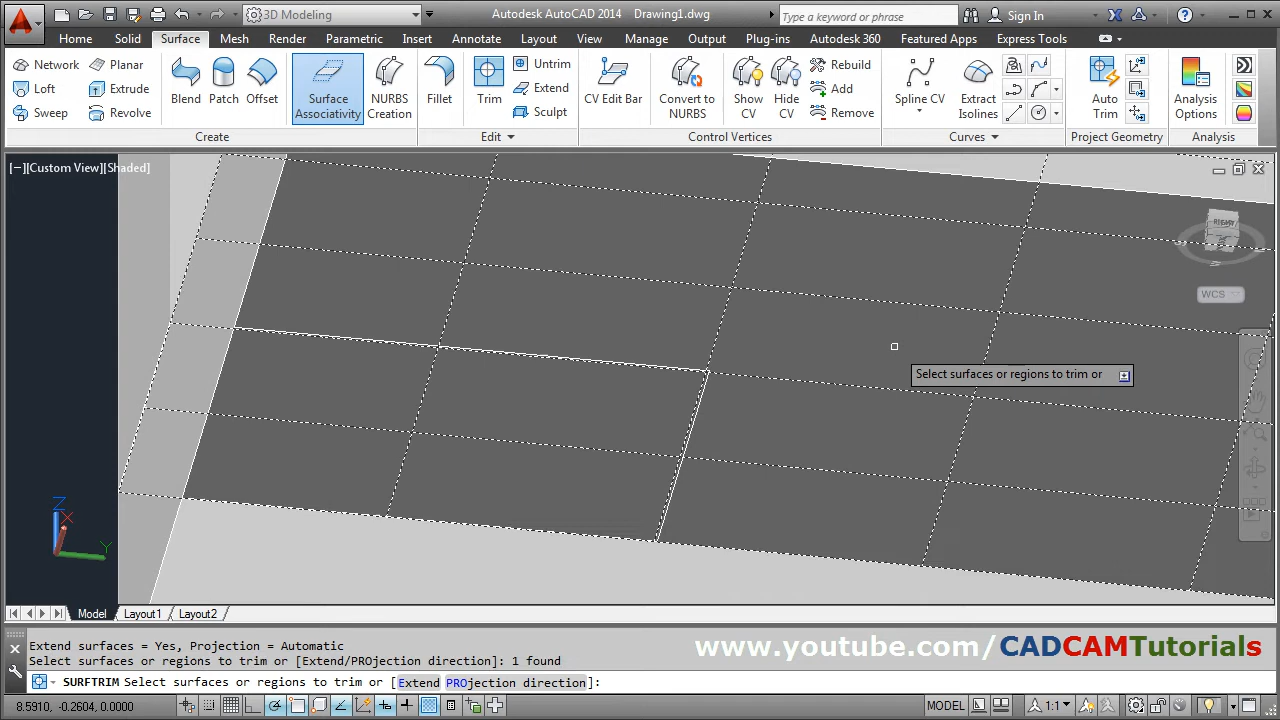 3D Modeling
Autodesk AutoCAD 2014 Drawing1.dwg
Type a keyword or phrase
Sign In
Home Solid Surface Mesh Render Parametric Insert Annotate Layout View Manage Output Plug-ins Autodesk 360 Featured Apps Express Tools
Network Planar
Loft Extrude
Sweep Revolve
Blend Patch Offset
Surface
Associativity
NURBS
Creation
Fillet
Trim
Untrim
Extend
Sculpt
CV Edit Bar
Convert to
NURBS
Show
CV
Hide
CV
Rebuild
Add
Remove
Spline CV
Extract
Isolines
Auto
Trim
Analysis
Options
Create Edit Control Vertices Curves Project Geometry Analysis
[−][Custom View][Shaded]
WCS
Select surfaces or regions to trim or
Z
X
Y
Model Layout1 Layout2
Extend surfaces = Yes, Projection = Automatic
Select surfaces or regions to trim or [Extend/PROjection direction]: 1 found
SURFTRIM Select surfaces or regions to trim or [Extend PROjection direction]:
www.youtube.com/CADCAMTutorials
8.5910, -0.2604, 0.0000
MODEL
1:1